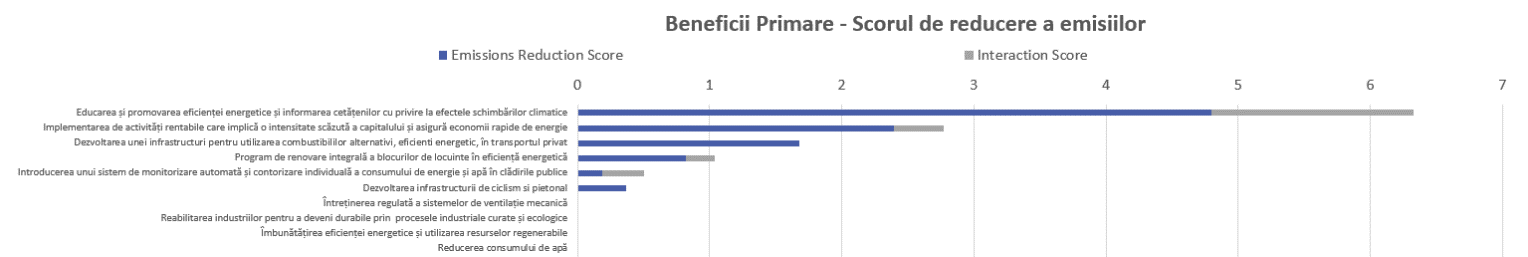 Beneficii Primare - Scorul de reducere a emisiilor
Emissions Reduction Score
Interaction Score
0 1 2 3 4 5 6 7
Educarea și promovarea eficienței energetice și informarea cetățenilor cu privire la efectele schimbărilor climatice
Implementarea de activități rentabile care implică o intensitate scăzută a capitalului și asigură economii rapide de energie
Dezvoltarea unei infrastructuri pentru utilizarea combustibililor alternativi, eficienti energetic, în transportul privat
Program de renovare integrală a blocurilor de locuinte în eficiență energetică
Introducerea unui sistem de monitorizare automată și contorizare individuală a consumului de energie și apă în clădirile publice
Dezvoltarea infrastructurii de ciclism si pietonal
Întreținerea regulată a sistemelor de ventilație mecanică
Reabilitarea industriilor pentru a deveni durabile prin procesele industriale curate și ecologice
Îmbunătățirea eficienței energetice și utilizarea resurselor regenerabile
Reducerea consumului de apă